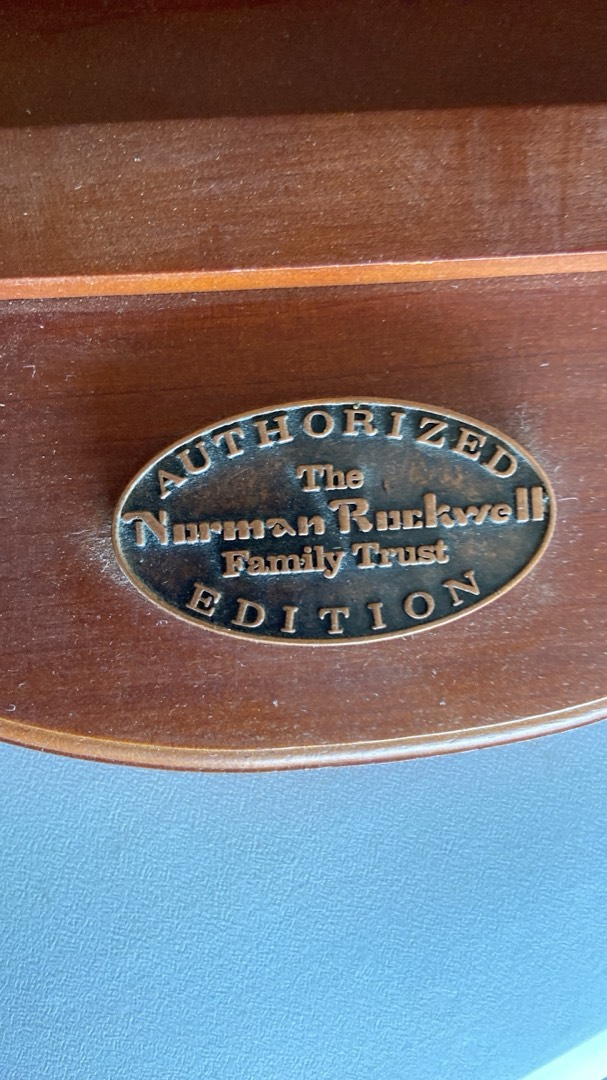 AUTHORIZED
The
Norman Rockwell
Family Trust
EDITION